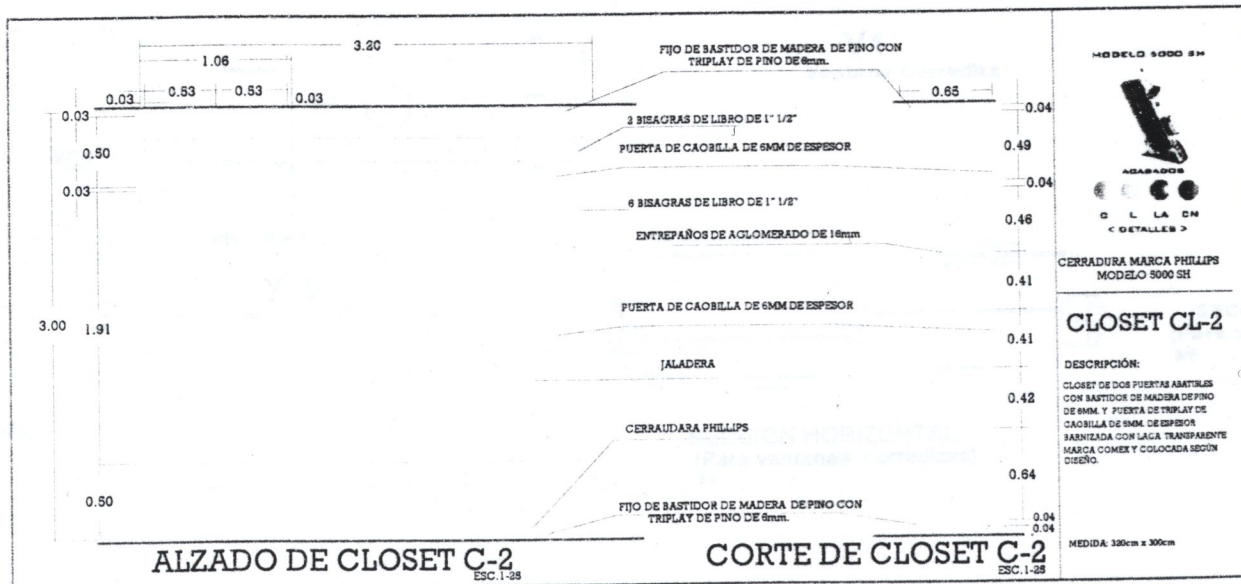 3.20
1.06
0.53 0.53
0.03 0.03
0.03
0.50
0.03
3.00 1.91
0.50
FIJO DE BASTIDOR DE MADERA DE PINO CON
TRIPLAY DE PINO DE 6mm.
2 BISAGRAS DE LIBRO DE 1" 1/2"
PUERTA DE CAOBILLA DE 6MM DE ESPESOR
6 BISAGRAS DE LIBRO DE 1" 1/2"
ENTREPAÑOS DE AGLOMERADO DE 16mm
PUERTA DE CAOBILLA DE 6MM DE ESPESOR
JALADERA
CERRAUDARA PHILLIPS
FIJO DE BASTIDOR DE MADERA DE PINO CON
TRIPLAY DE PINO DE 6mm.
0.65
0.04
0.49
0.04
0.46
0.41
0.41
0.42
0.64
0.04
0.04
ALZADO DE CLOSET C-2
ESC.1-25
CORTE DE CLOSET C-2
ESC.1-25
MODELO 5000 SH
ACABADOS
L LA CM
< DETALLES >
CERRADURA MARCA PHILLIPS
MODELO 5000 SH
CLOSET CL-2
DESCRIPCIÓN:
CLOSET DE DOS PUERTAS ABATIBLES
CON BASTIDOR DE MADERA DE PINO
DE 6MM. Y PUERTA DE TRIPLAY DE
CAOBILLA DE 5MM. DE ESPESOR
BARNIZADA CON LACA TRANSPARENTE
MARCA COMEX Y COLOCADA SEGÚN
DISEÑO.
MEDIDA: 320cm x 300cm